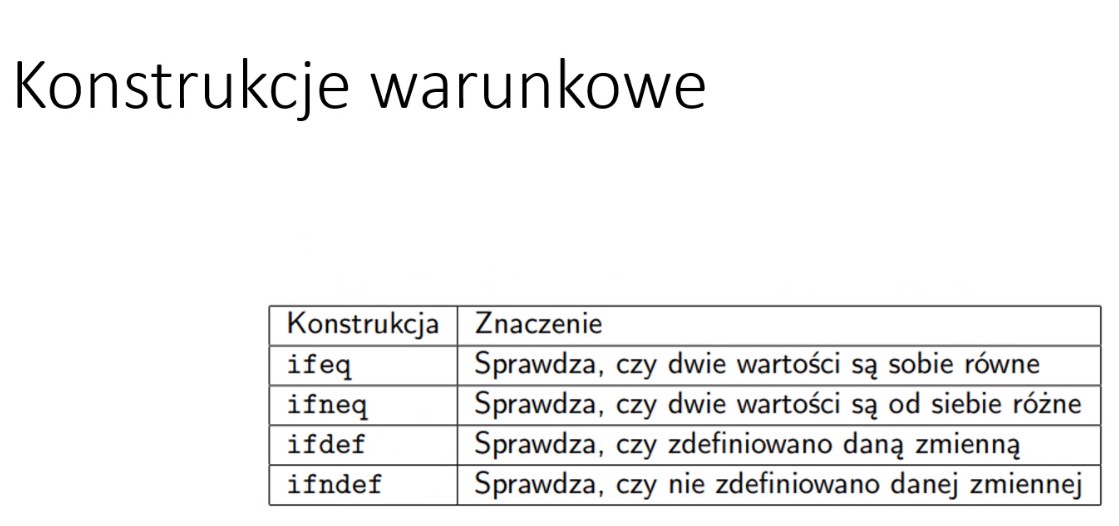 Konstrukcje warunkowe
Konstrukcja Znaczenie
ifeq Sprawdza, czy dwie wartości są sobie równe
ifneq Sprawdza, czy dwie wartości są od siebie różne
ifdef Sprawdza, czy zdefiniowano daną zmienną
ifndef Sprawdza, czy nie zdefiniowano danej zmiennej